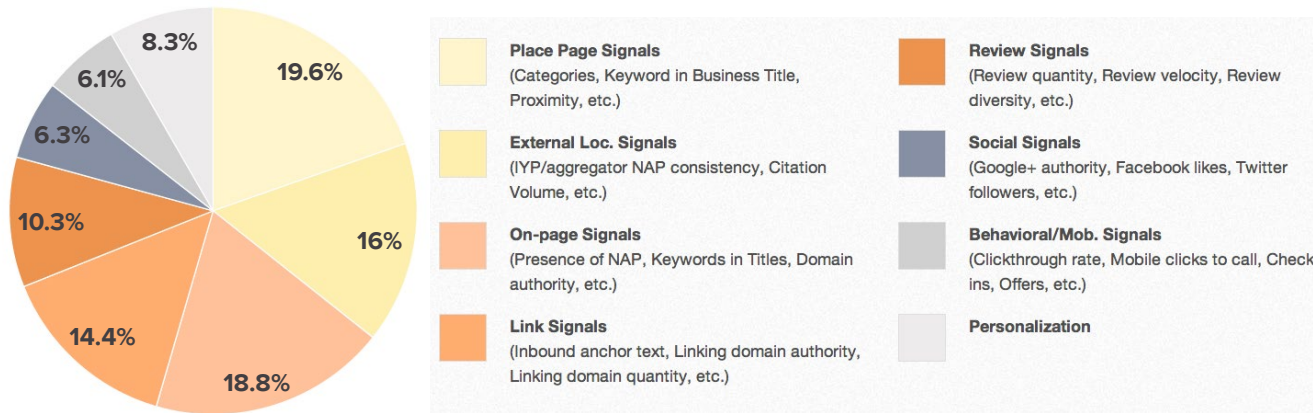 8.3%
19.6%
6.1%
6.3%
10.3%
16%
14.4%
18.8%
Place Page Signals
(Categories, Keyword in Business Title,
Proximity, etc.)
External Loc. Signals
(IYP/aggregator NAP consistency, Citation
Volume, etc.)
On-page Signals
(Presence of NAP, Keywords in Titles, Domain
authority, etc.)
Link Signals
(Inbound anchor text, Linking domain authority,
Linking domain quantity, etc.)
Review Signals
(Review quantity, Review velocity, Review
diversity, etc.)
Social Signals
(Google+ authority, Facebook likes, Twitter
followers, etc.)
Behavioral/Mob. Signals
(Clickthrough rate, Mobile clicks to call, Check
ins, Offers, etc.)
Personalization